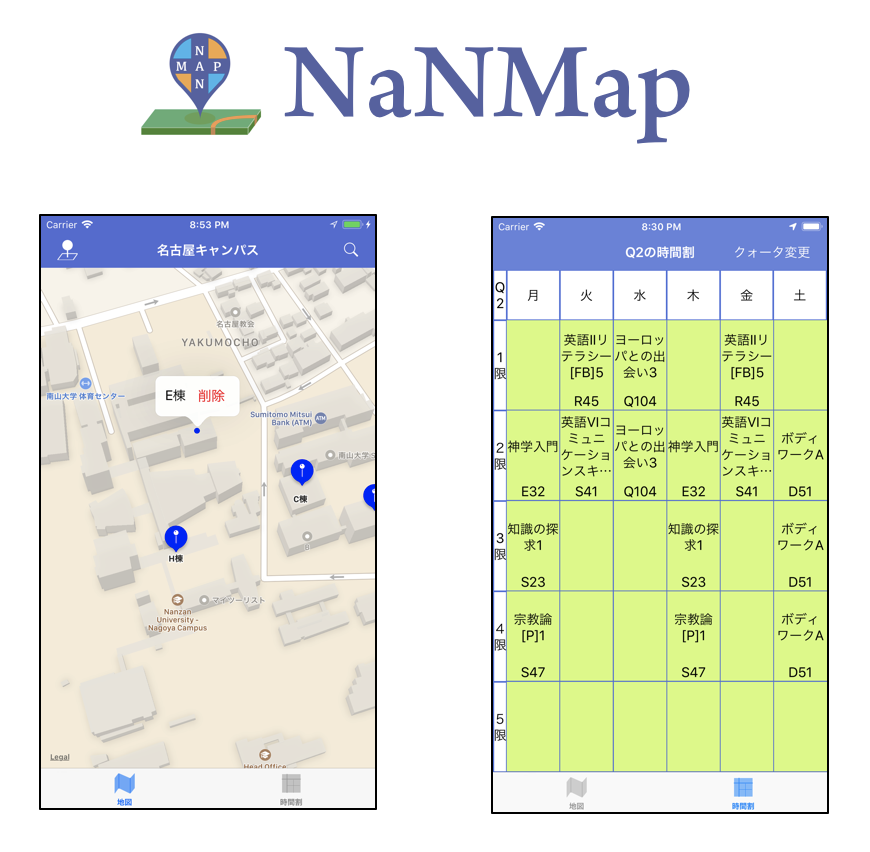 N
M A P
N
NaNMap
Carrier
8:53 PM
名古屋キャンパス
名古屋教会
YAKUMOCHO
南山大学 体育センター
E棟 削除
Sumitomo Mitsui
Bank (ATM)
ATM
南山大学
C棟
8
H棟
マイツーリスト
Nanzan
University -
Nagoya Campus
Legal
Head Office
地図
時間割
Carrier
8:30 PM
Q2の時間割
クォータ変更
Q
2
月 火 水 木 金 土
1
限
英語IIリ
テラシー
[FB]5
R45
ヨーロッ
パとの出
会い3
Q104
英語IIリ
テラシー
[FB]5
R45
2
限
神学入門
E32
英語VIコ
ミュニ
ケーショ
ンスキ…
S41
ヨーロッ
パとの出
会い3
Q104
神学入門
E32
英語VIコ
ミュニ
ケーショ
ンスキ…
S41
ボディ
ワークA
D51
3
限
知識の探
求1
S23
知識の探
求1
S23
ボディ
ワークA
D51
4
限
宗教論
[P]1
S47
宗教論
[P]1
S47
ボディ
ワークA
D51
5
限
地図
時間割